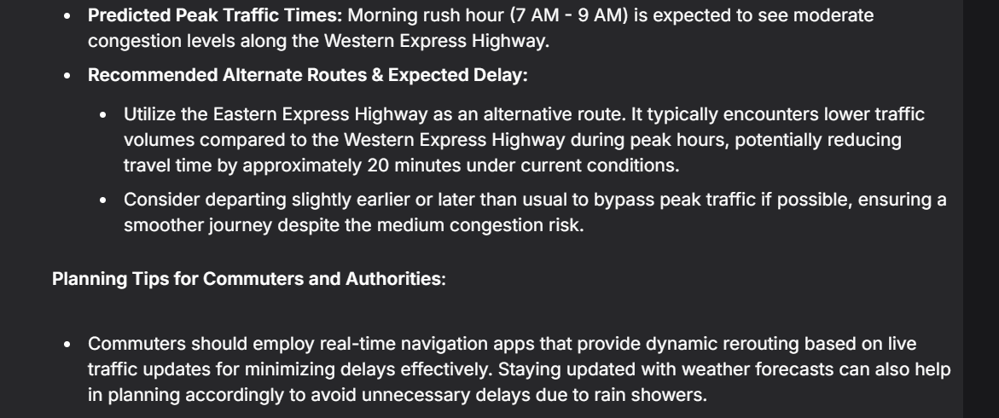 • Predicted Peak Traffic Times: Morning rush hour (7 AM - 9 AM) is expected to see moderate
congestion levels along the Western Express Highway.
• Recommended Alternate Routes & Expected Delay:
• Utilize the Eastern Express Highway as an alternative route. It typically encounters lower traffic
volumes compared to the Western Express Highway during peak hours, potentially reducing
travel time by approximately 20 minutes under current conditions.
• Consider departing slightly earlier or later than usual to bypass peak traffic if possible, ensuring a
smoother journey despite the medium congestion risk.
Planning Tips for Commuters and Authorities:
• Commuters should employ real-time navigation apps that provide dynamic rerouting based on live
traffic updates for minimizing delays effectively. Staying updated with weather forecasts can also help
in planning accordingly to avoid unnecessary delays due to rain showers.